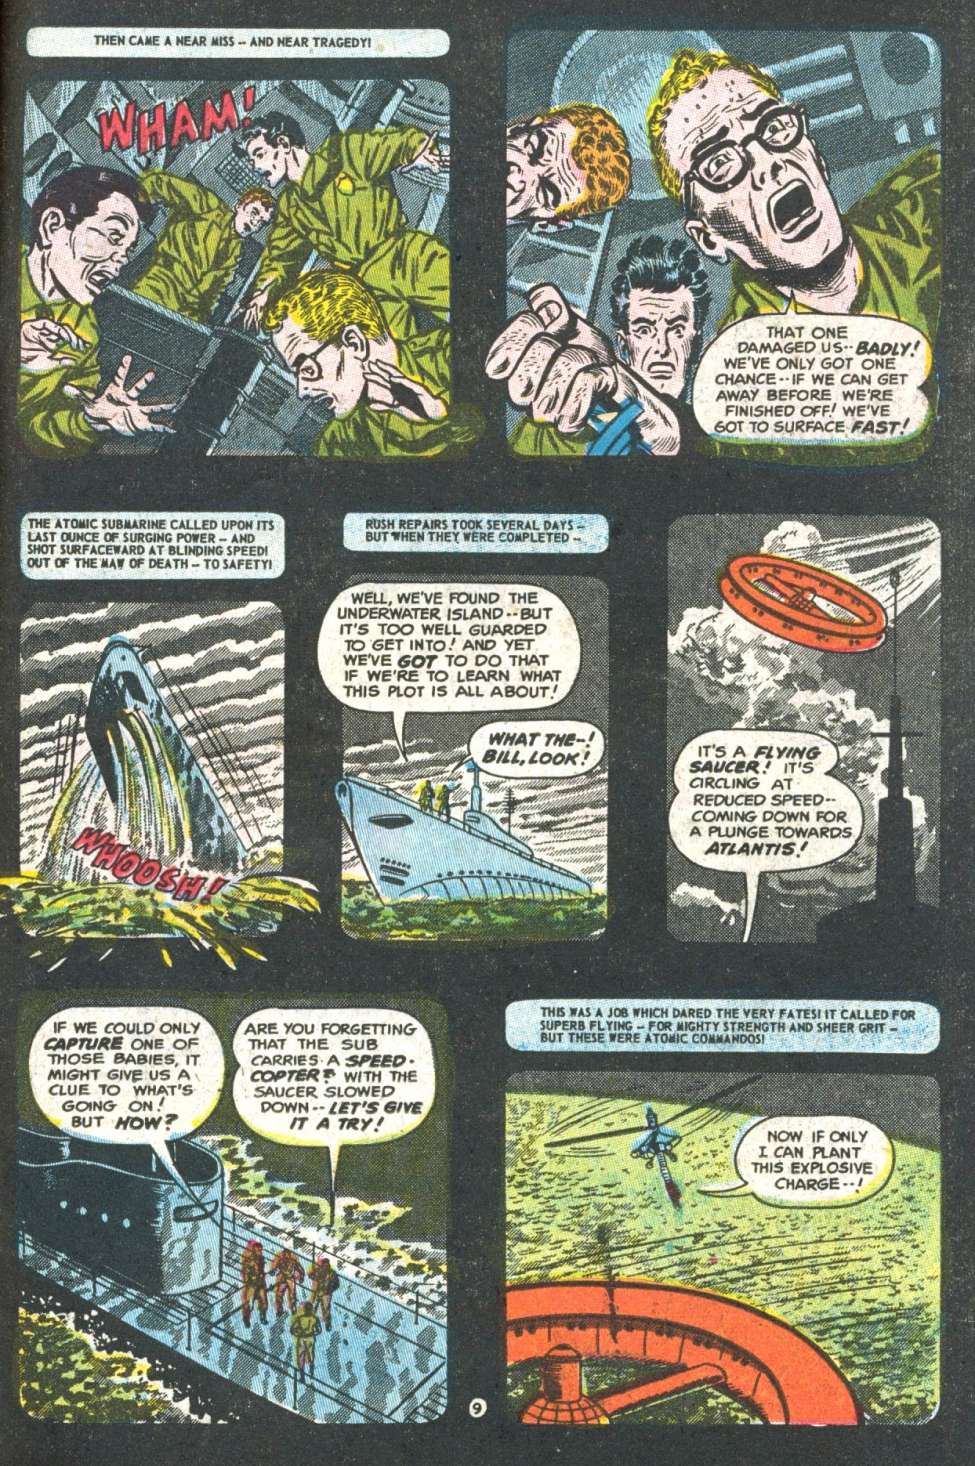 THEN CAME A NEAR MISS -- AND NEAR TRAGEDY!
WHAM!
THAT ONE
DAMAGED US -- BADLY!
WE'VE ONLY GOT ONE
CHANCE -- IF WE CAN GET
AWAY BEFORE WE'RE
FINISHED OFF! WE'VE
GOT TO SURFACE FAST!
THE ATOMIC SUBMARINE CALLED UPON ITS
LAST OUNCE OF SURGING POWER -- AND
SHOT SURFACEWARD AT BLINDING SPEED!
OUT OF THE MAW OF DEATH -- TO SAFETY!
WHOOSH!
RUSH REPAIRS TOOK SEVERAL DAYS --
BUT WHEN THEY WERE COMPLETED --
WELL, WE'VE FOUND THE
UNDERWATER ISLAND -- BUT
IT'S TOO WELL GUARDED
TO GET INTO! AND YET
WE'VE GOT TO DO THAT
IF WE'RE TO LEARN WHAT
THIS PLOT IS ALL ABOUT!
WHAT THE--!
BILL, LOOK!
IT'S A FLYING
SAUCER! IT'S
CIRCLING AT
REDUCED SPEED--
COMING DOWN FOR
A PLUNGE TOWARDS
ATLANTIS!
IF WE COULD ONLY
CAPTURE ONE OF
THOSE BABIES, IT
MIGHT GIVE US A
CLUE TO WHAT'S
GOING ON!
BUT HOW?
ARE YOU FORGETTING
THAT THE SUB
CARRIES A SPEED-
COPTER? WITH THE
SAUCER SLOWED
DOWN -- LET'S GIVE
IT A TRY!
THIS WAS A JOB WHICH DARED THE VERY FATES! IT CALLED FOR
SUPERB FLYING -- FOR MIGHTY STRENGTH AND SHEER GRIT --
BUT THESE WERE ATOMIC COMMANDOS!
NOW IF ONLY
I CAN PLANT
THIS EXPLOSIVE
CHARGE--!
9